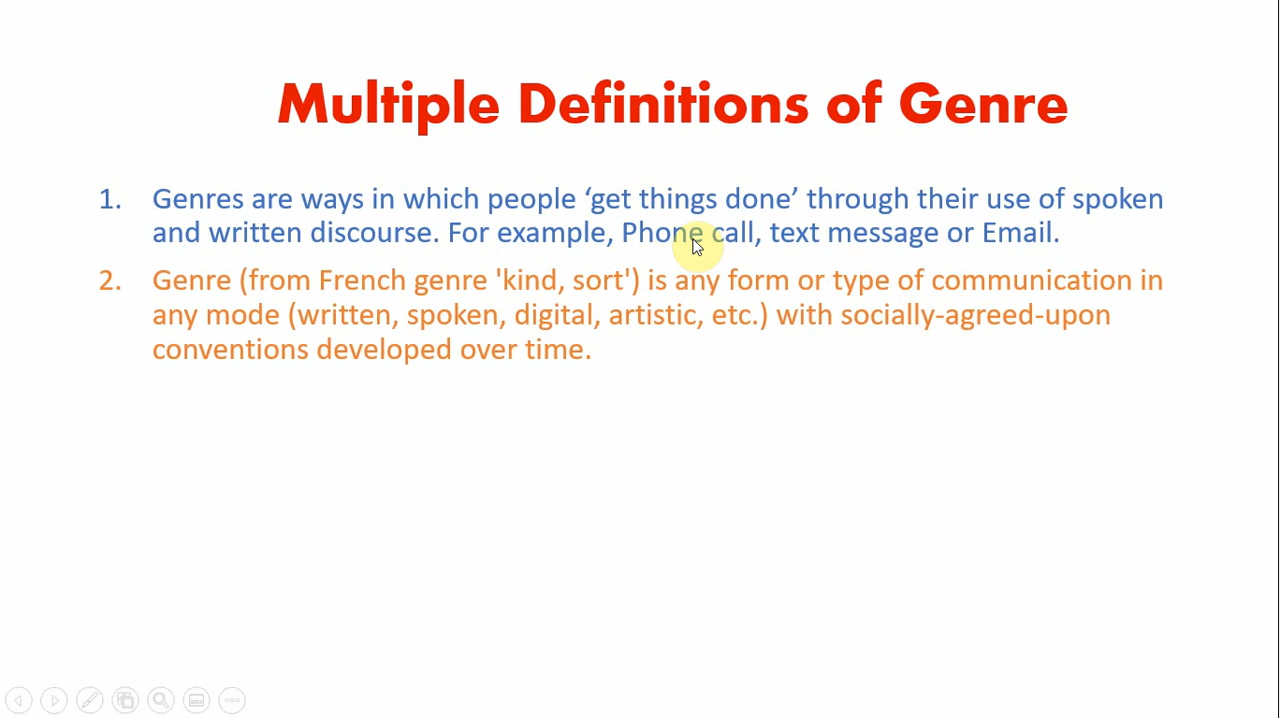 Multiple Definitions of Genre
1. Genres are ways in which people ‘get things done’ through their use of spoken
and written discourse. For example, Phone call, text message or Email.
2. Genre (from French genre 'kind, sort') is any form or type of communication in
any mode (written, spoken, digital, artistic, etc.) with socially-agreed-upon
conventions developed over time.